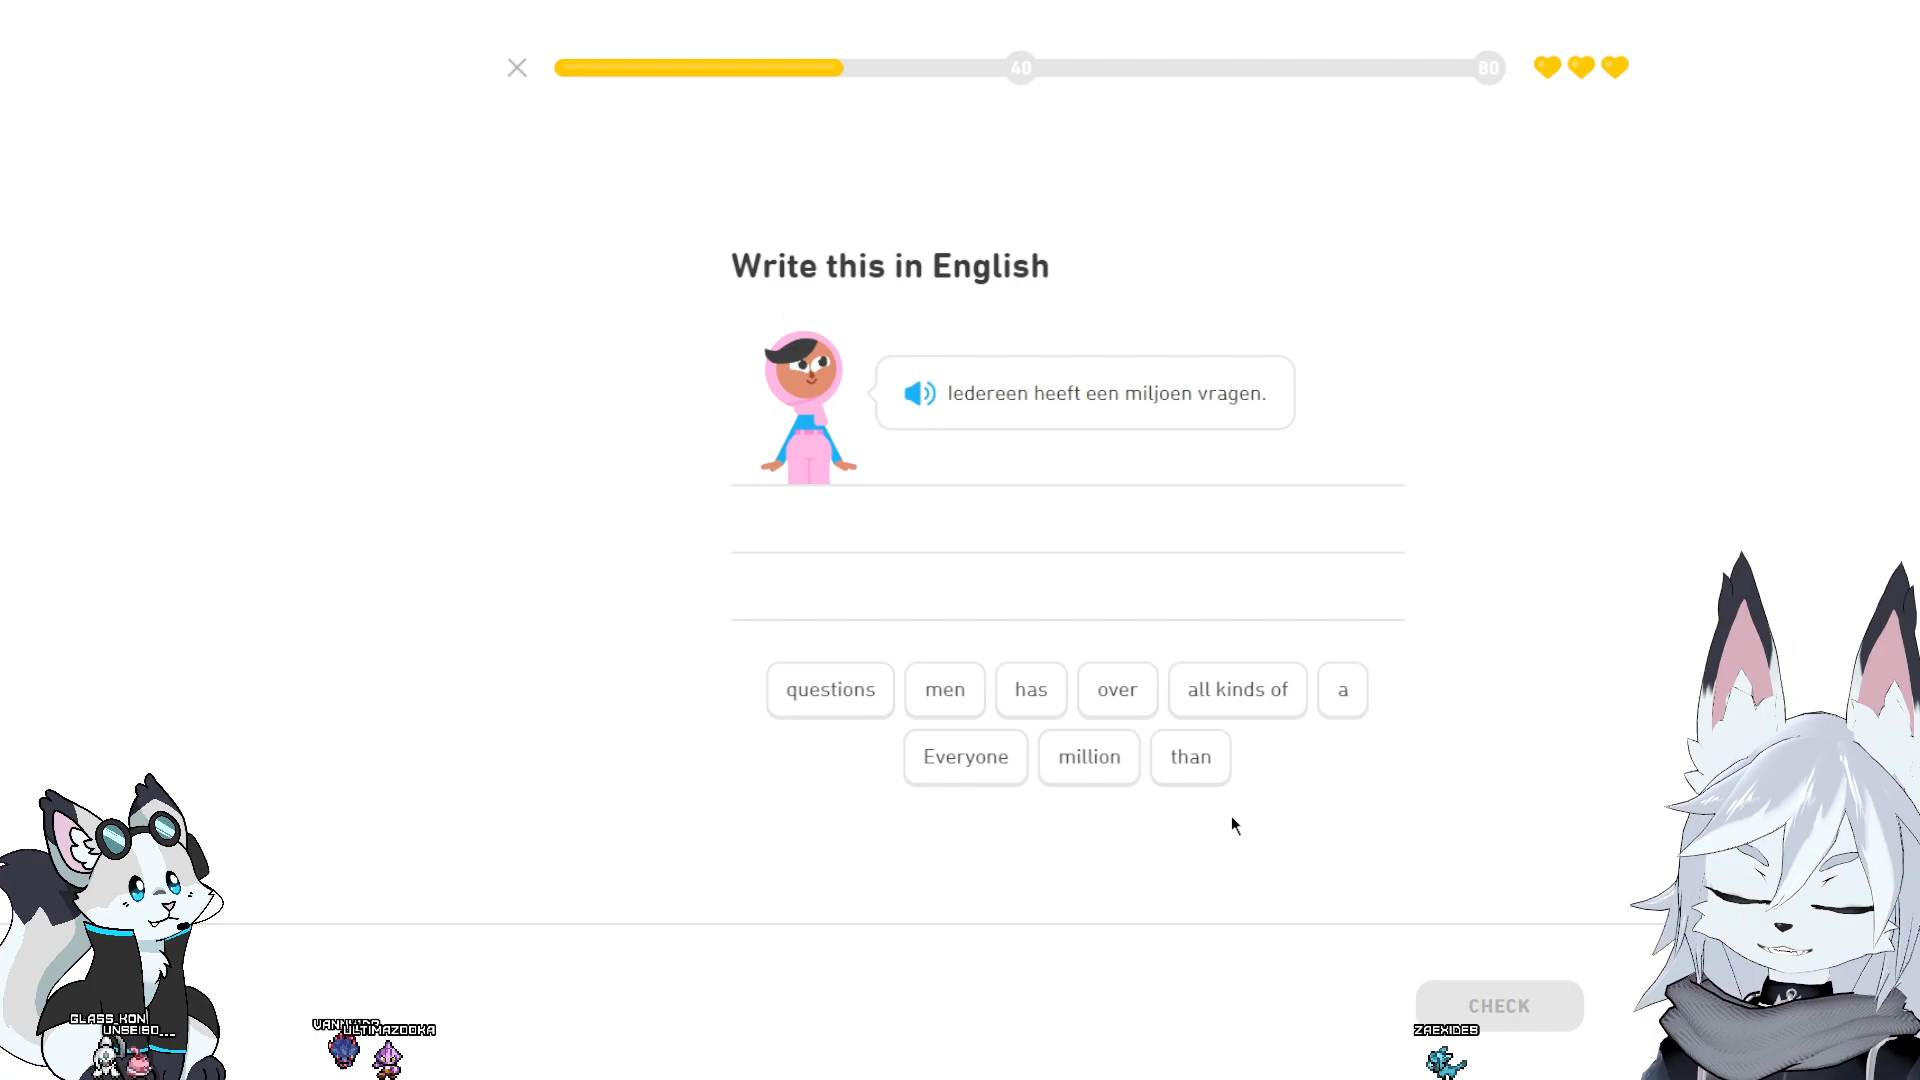 40
80
Write this in English
Iedereen heeft een miljoen vragen.
questions men has over all kinds of a
Everyone million than
CHECK
GLASS_KON
UNSEISO_...
ULTIMAZOOKA
ZAEXIDES